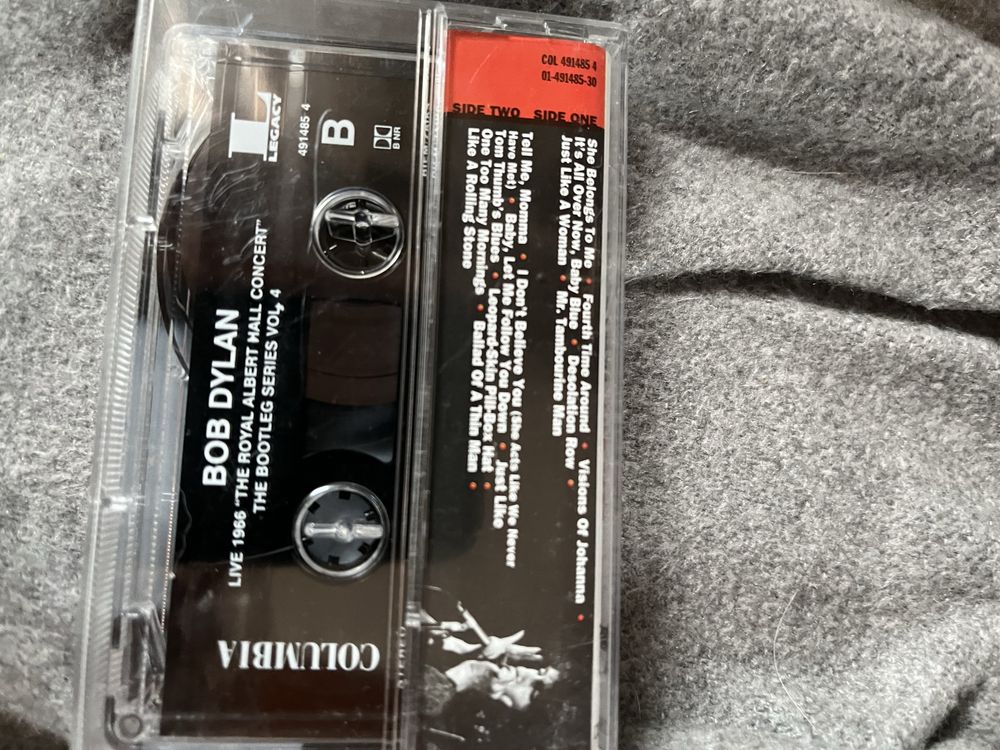 COL 491485 4
01-491485-30
SIDE ONE
She Belongs To Me • Fourth Time Around • Visions Of Johanna •
It's All Over Now, Baby Blue • Desolation Row •
Just Like A Woman • Mr. Tambourine Man
SIDE TWO
Tell Me, Momma • I Don't Believe You (She Acts Like We Never
Have Met) • Baby, Let Me Follow You Down • Just Like
Tom Thumb's Blues • Leopard-Skin Pill-box Hat •
One Too Many Mornings • Ballad Of A Thin Man •
Like A Rolling Stone
L
LEGACY
491485 4
B
B NR
BOB DYLAN
LIVE 1966 "THE ROYAL ALBERT HALL CONCERT"
THE BOOTLEG SERIES VOL. 4
COLUMBIA
STEREO